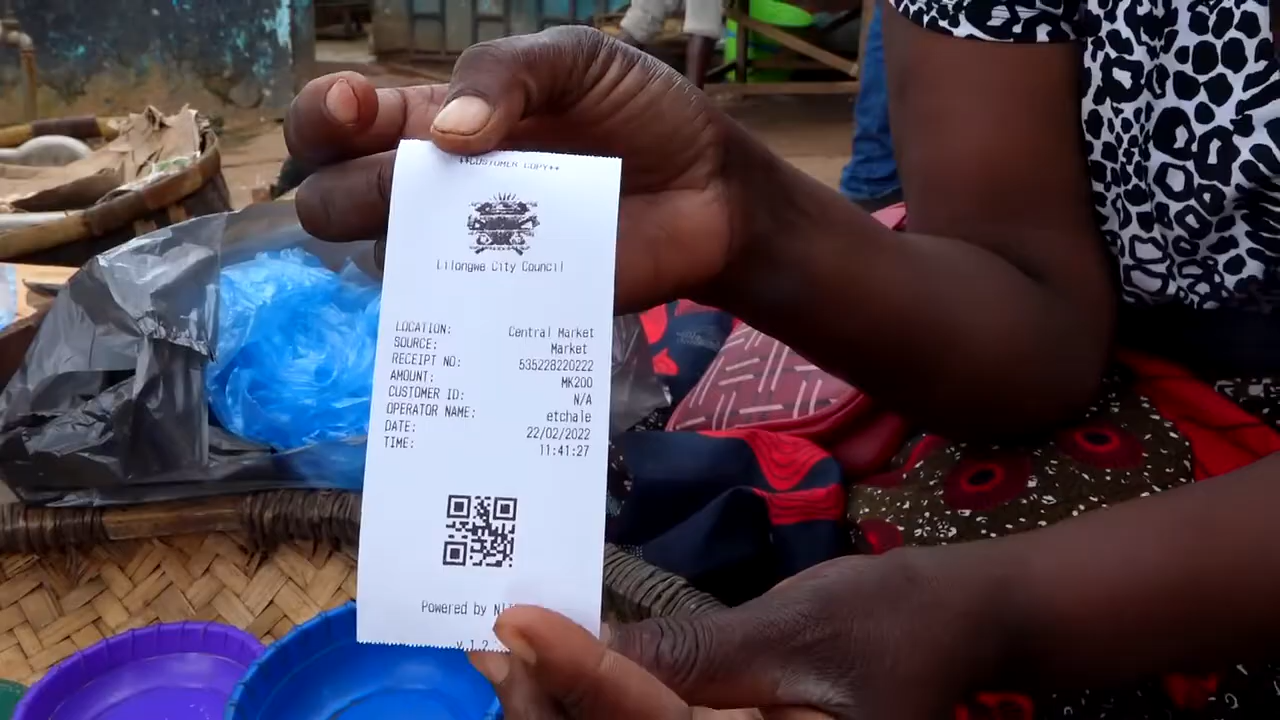 **CUSTOMER COPY**
Lilongwe City Council
LOCATION: Central Market
SOURCE: Market
RECEIPT NO: 535228220222
AMOUNT: MK200
CUSTOMER ID: N/A
OPERATOR NAME: etchale
DATE: 22/02/2022
TIME: 11:41:27
Powered by